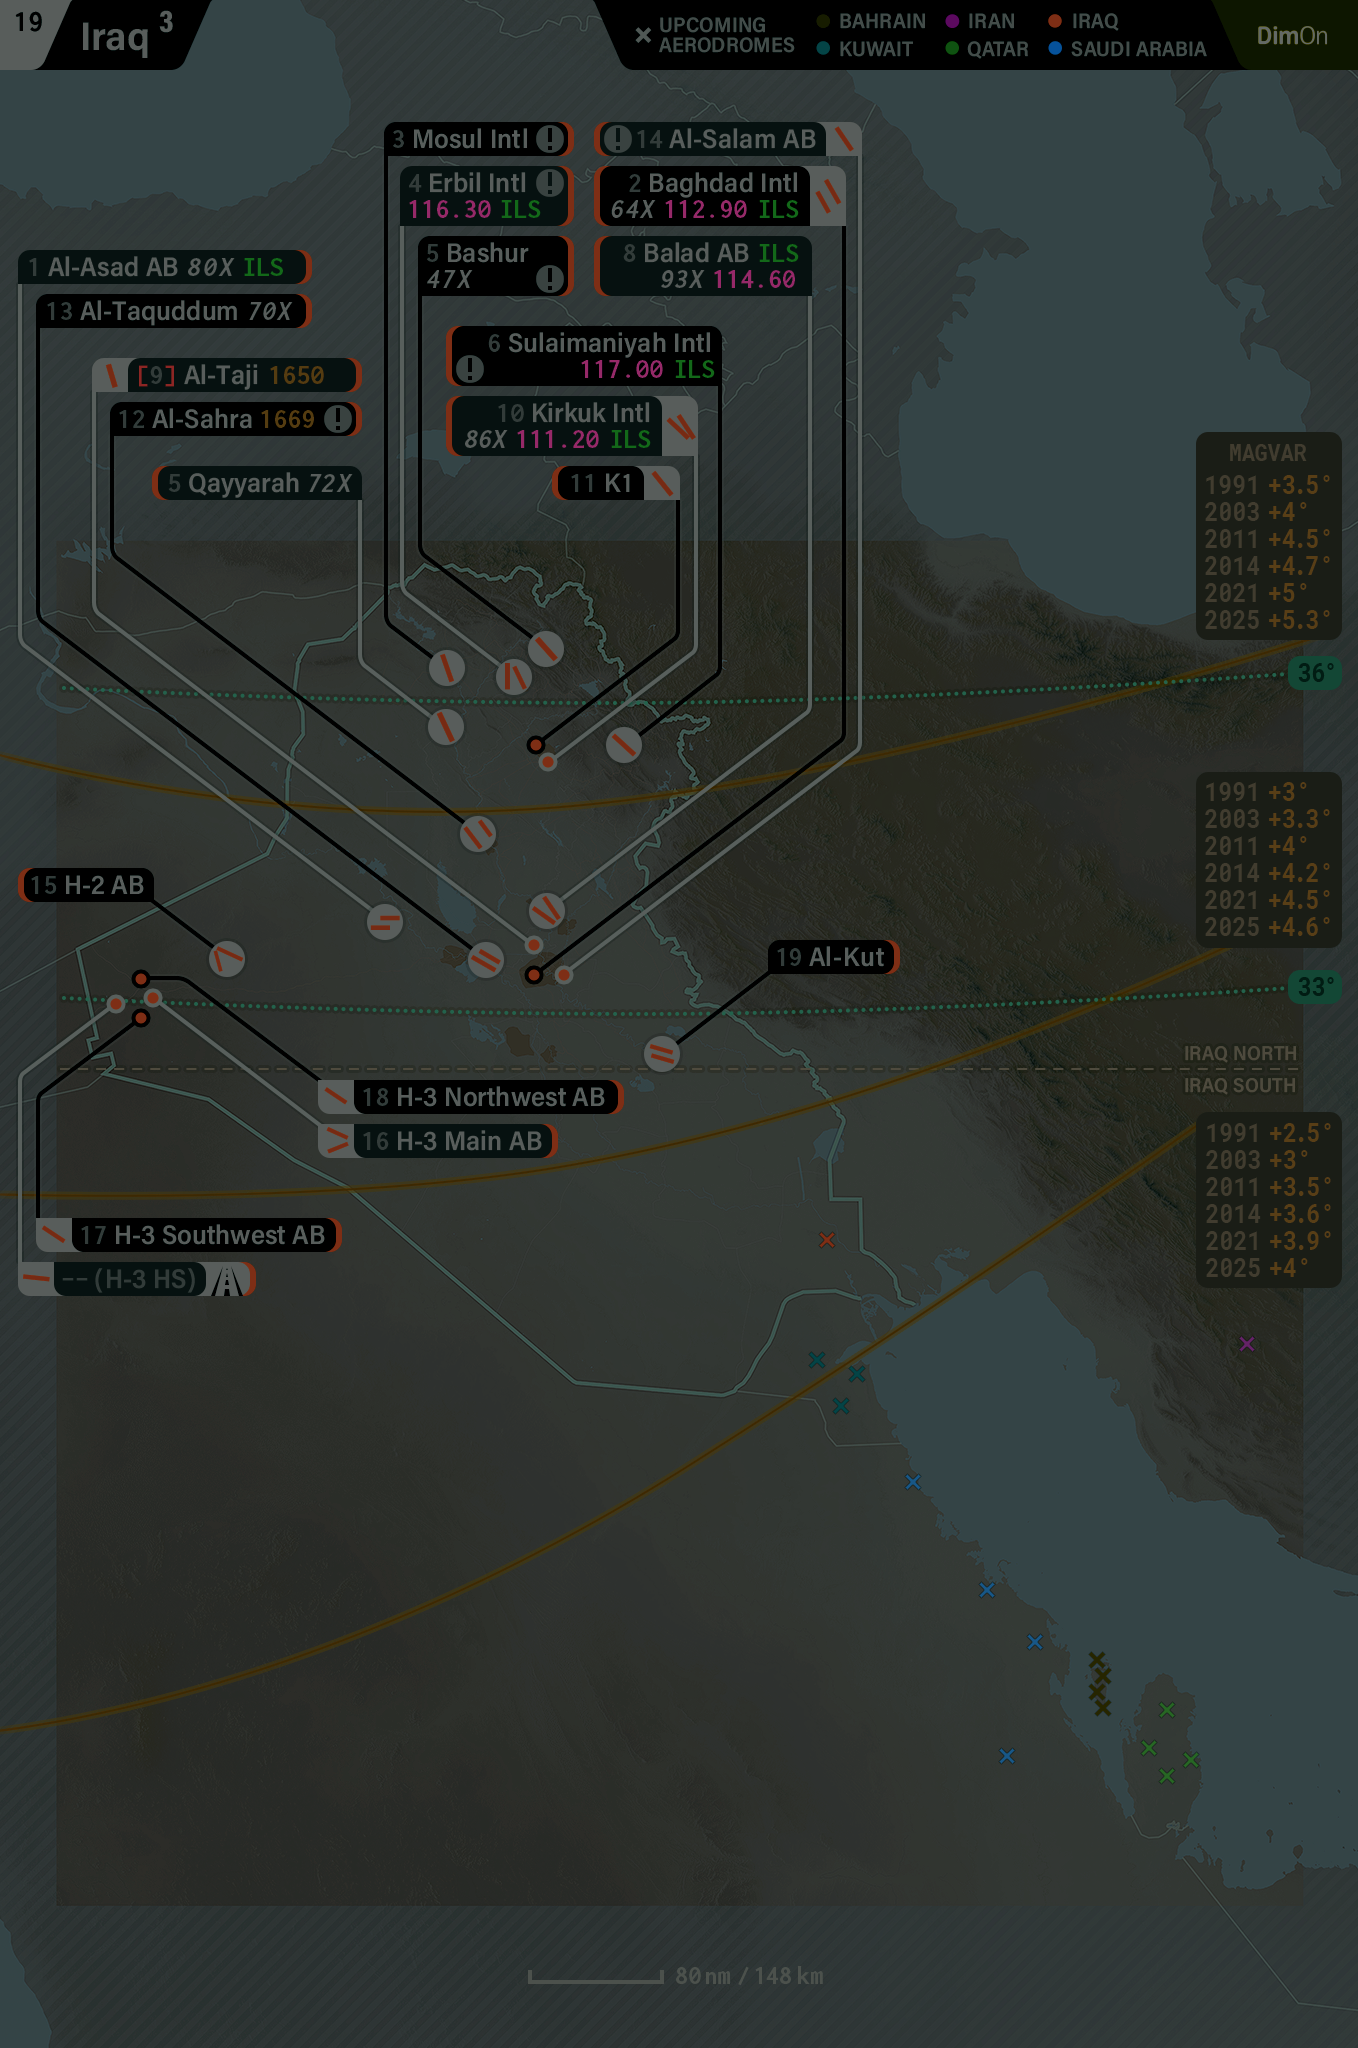 19 Iraq 3
× UPCOMING AERODROMES
BAHRAIN IRAN IRAQ
KUWAIT QATAR SAUDI ARABIA
DimOn
3 Mosul Intl !
! 14 Al-Salam AB
4 Erbil Intl !
116.30 ILS
2 Baghdad Intl
64X 112.90 ILS
5 Bashur
47X !
8 Balad AB ILS
93X 114.60
1 Al-Asad AB 80X ILS
13 Al-Taquddum 70X
6 Sulaimaniyah Intl
! 117.00 ILS
[9] Al-Taji 1650
10 Kirkuk Intl
86X 111.20 ILS
12 Al-Sahra 1669 !
5 Qayyarah 72X
11 K1
MAGVAR
1991 +3.5°
2003 +4°
2011 +4.5°
2014 +4.7°
2021 +5°
2025 +5.3°
36°
1991 +3°
2003 +3.3°
2011 +4°
2014 +4.2°
2021 +4.5°
2025 +4.6°
15 H-2 AB
19 Al-Kut
33°
IRAQ NORTH
IRAQ SOUTH
18 H-3 Northwest AB
16 H-3 Main AB
1991 +2.5°
2003 +3°
2011 +3.5°
2014 +3.6°
2021 +3.9°
2025 +4°
17 H-3 Southwest AB
-- (H-3 HS)
80nm / 148km